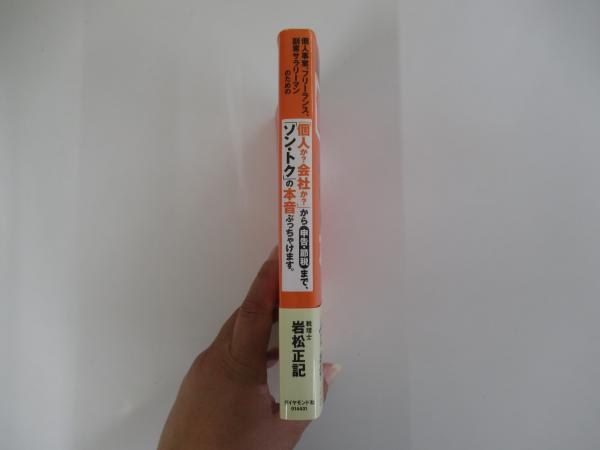 個人事業、フリーランス、
副業サラリーマン
のための
「個人か?会社か?」から申告・節税まで、
「ソン・トク」の本音ぶっちゃけます。
税理士
岩松正記
ダイヤモンド社
016431